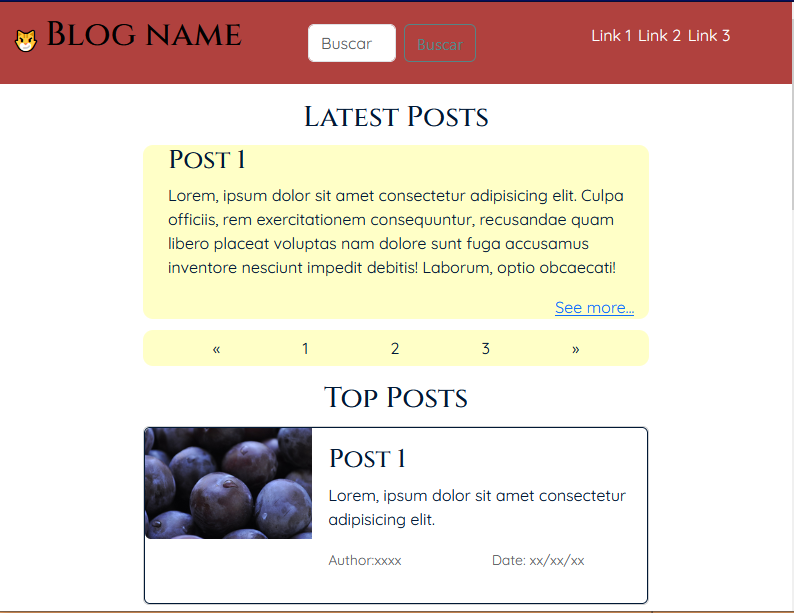 Blog name
Buscar
Buscar
Link 1 Link 2 Link 3
Latest Posts
Post 1
Lorem, ipsum dolor sit amet consectetur adipisicing elit. Culpa
officiis, rem exercitationem consequuntur, recusandae quam
libero placeat voluptas nam dolore sunt fuga accusamus
inventore nesciunt impedit debitis! Laborum, optio obcaecati!
See more...
« 1 2 3 »
Top Posts
Post 1
Lorem, ipsum dolor sit amet consectetur
adipisicing elit.
Author:xxxx Date: xx/xx/xx